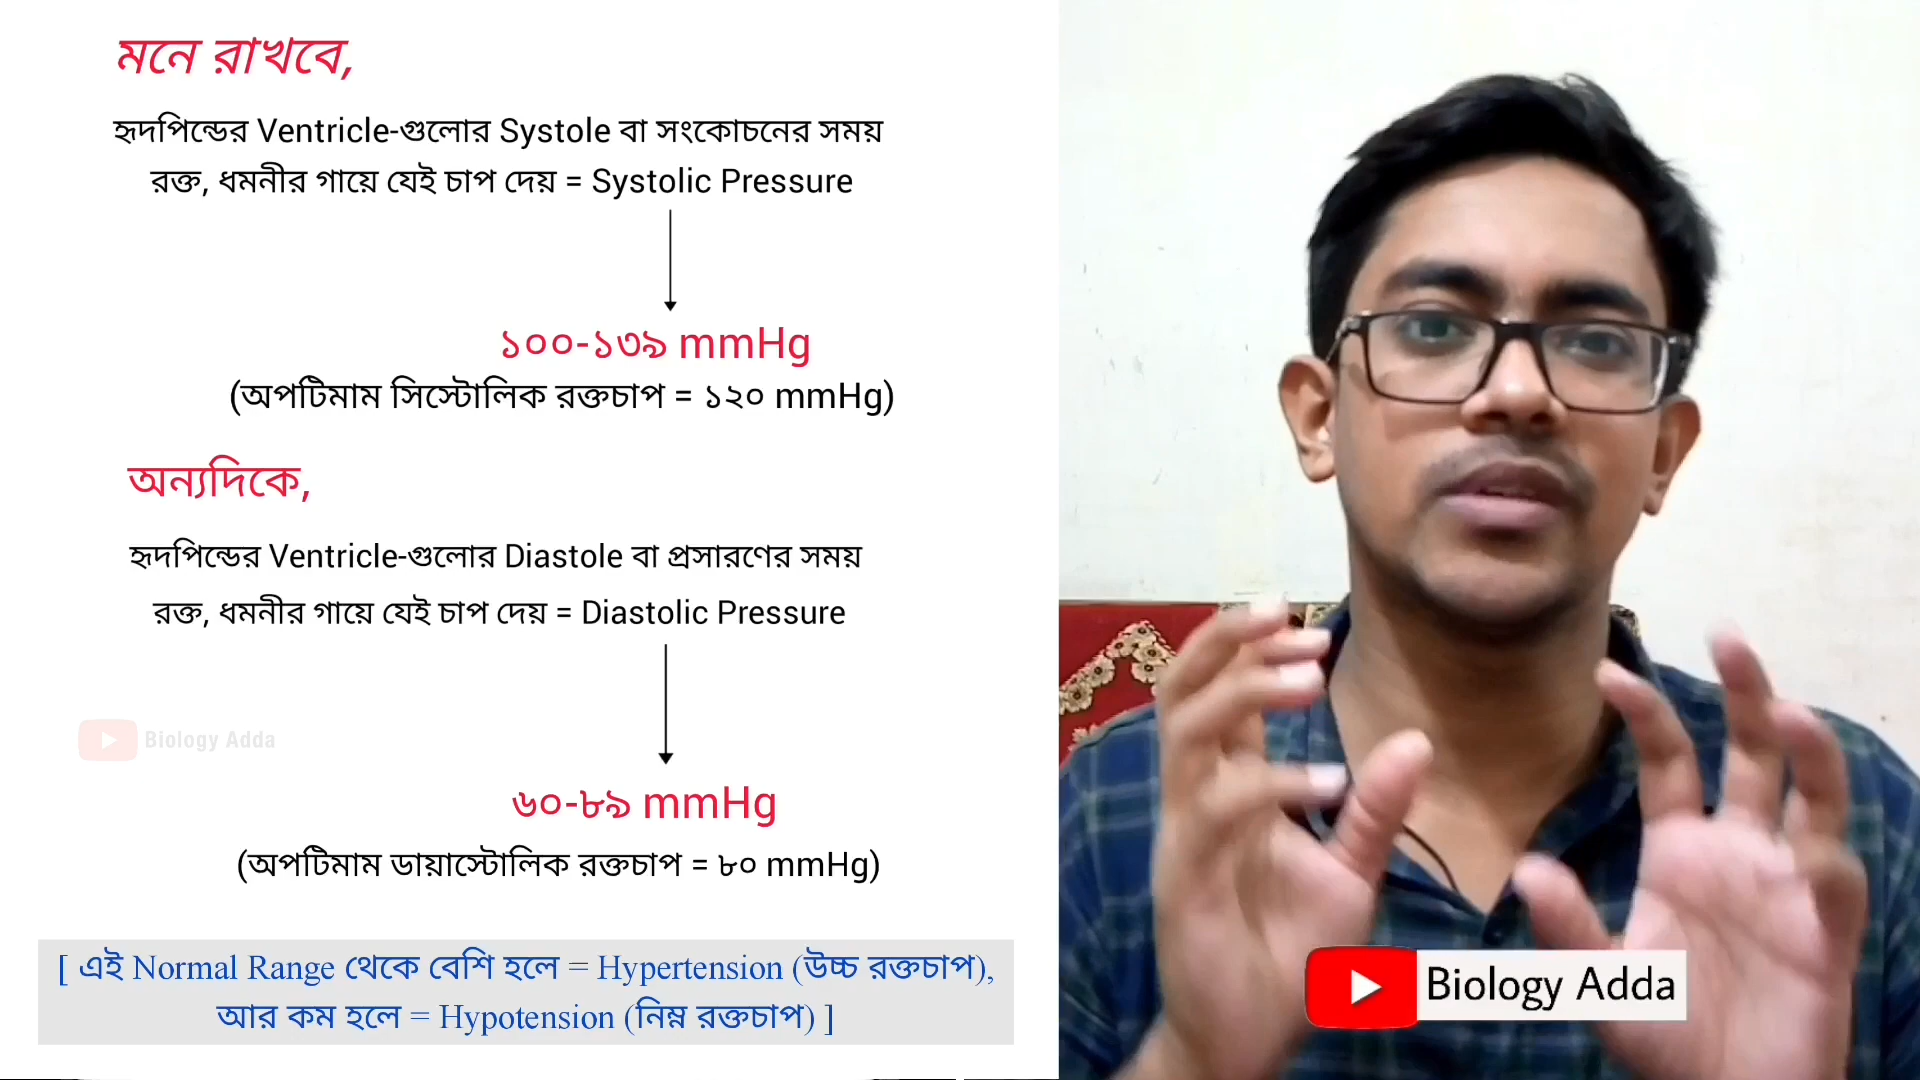 মনে রাখবে,
হৃদপিন্ডের Ventricle-গুলোর Systole বা সংকোচনের সময়
রক্ত, ধমনীর গায়ে যেই চাপ দেয় = Systolic Pressure
১০০-১৩৯ mmHg
(অপটিমাম সিস্টোলিক রক্তচাপ = ১২০ mmHg)
অন্যদিকে,
হৃদপিন্ডের Ventricle-গুলোর Diastole বা প্রসারণের সময়
রক্ত, ধমনীর গায়ে যেই চাপ দেয় = Diastolic Pressure
Biology Adda
৬০-৮৯ mmHg
(অপটিমাম ডায়াস্টোলিক রক্তচাপ = ৮০ mmHg)
[ এই Normal Range থেকে বেশি হলে = Hypertension (উচ্চ রক্তচাপ),
আর কম হলে = Hypotension (নিম্ন রক্তচাপ) ]
Biology Adda